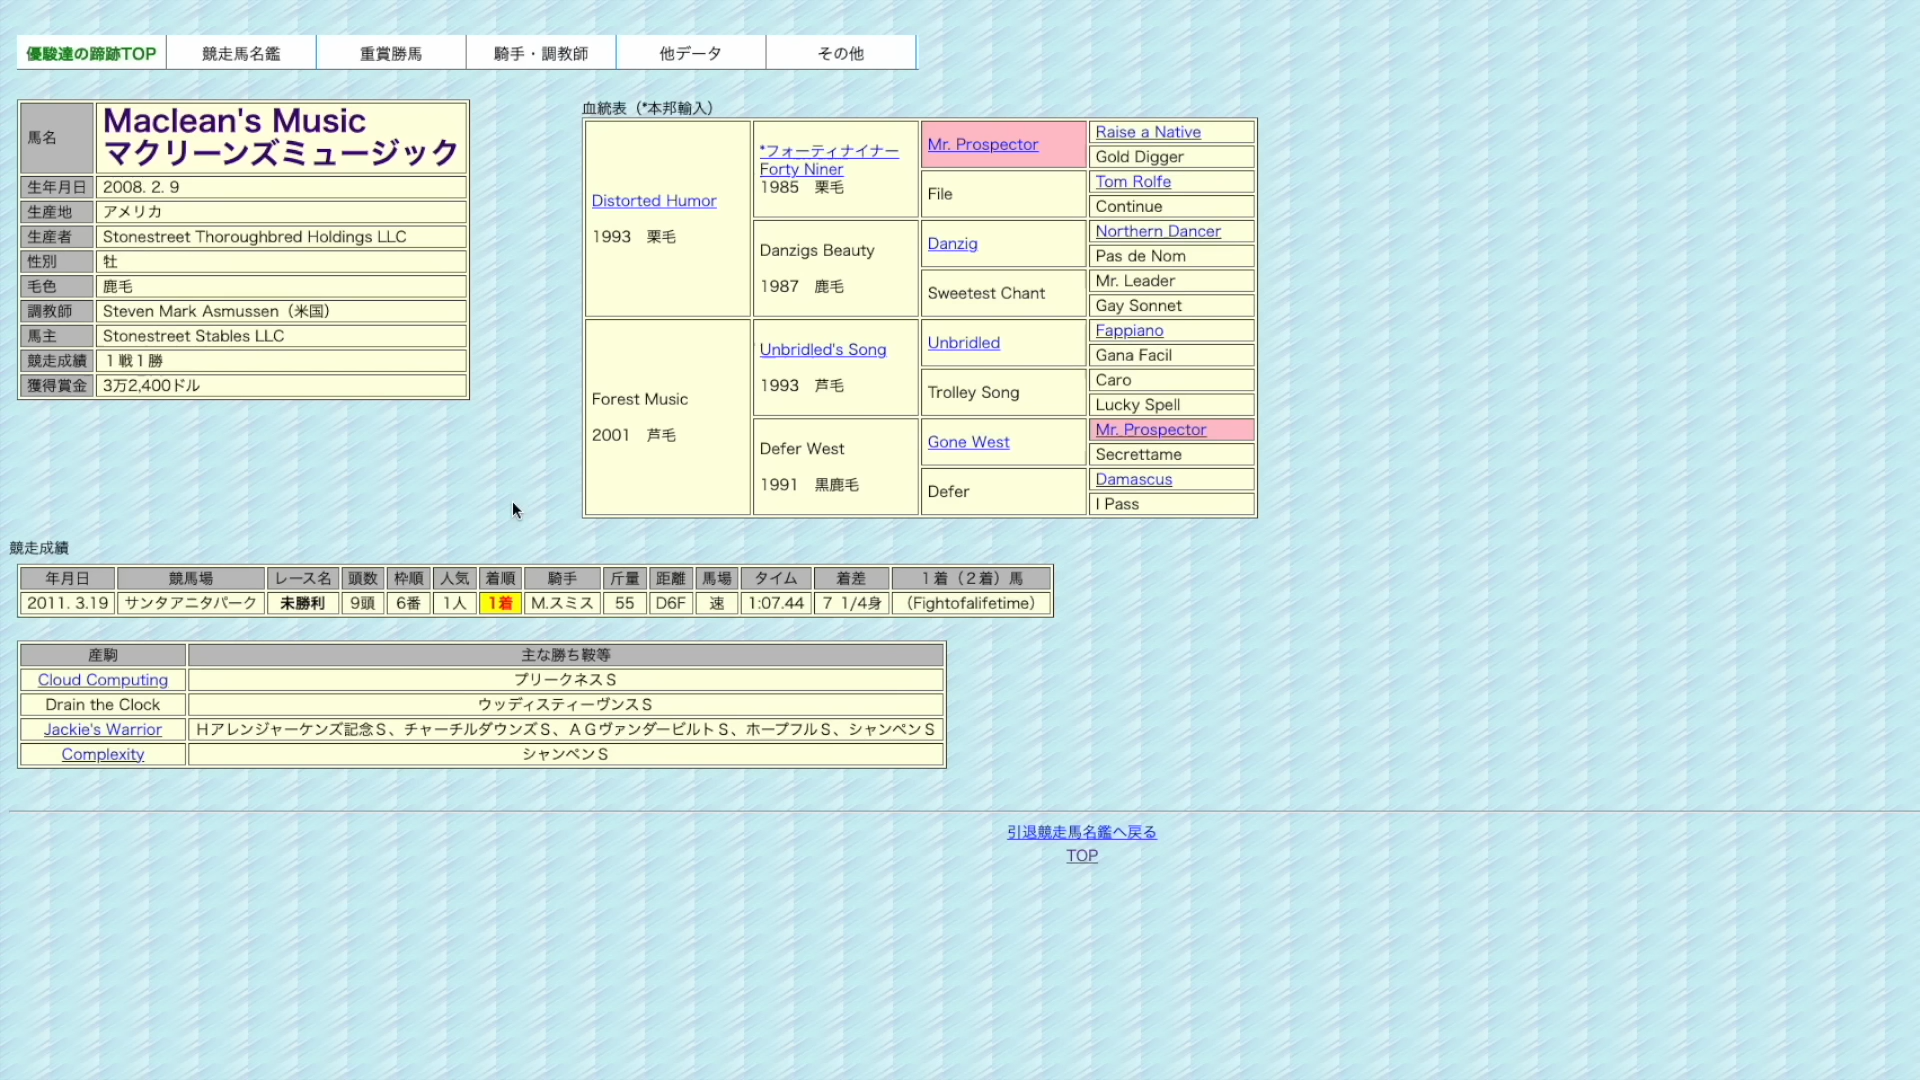 優駿達の蹄跡TOP 競走馬名鑑 重賞勝馬 騎手・調教師 他データ その他
馬名 Maclean's Music
マクリーンズミュージック
生年月日 2008. 2. 9
生産地 アメリカ
生産者 Stonestreet Thoroughbred Holdings LLC
性別 牡
毛色 鹿毛
調教師 Steven Mark Asmussen（米国）
馬主 Stonestreet Stables LLC
競走成績 １戦１勝
獲得賞金 3万2,400ドル
血統表（*本邦輸入）
Distorted Humor
1993　栗毛
*フォーティナイナー
Forty Niner
1985　栗毛
Mr. Prospector
Raise a Native
Gold Digger
File
Tom Rolfe
Continue
Danzigs Beauty
1987　鹿毛
Danzig
Northern Dancer
Pas de Nom
Sweetest Chant
Mr. Leader
Gay Sonnet
Forest Music
2001　芦毛
Unbridled's Song
1993　芦毛
Unbridled
Fappiano
Gana Facil
Trolley Song
Caro
Lucky Spell
Defer West
1991　黒鹿毛
Gone West
Mr. Prospector
Secrettame
Defer
Damascus
I Pass
競走成績
年月日 競馬場 レース名 頭数 枠順 人気 着順 騎手 斤量 距離 馬場 タイム 着差 １着（２着）馬
2011. 3.19 サンタアニタパーク 未勝利 9頭 6番 1人 1着 M.スミス 55 D6F 速 1:07.44 7 1/4身 （Fightofalifetime）
産駒 主な勝ち鞍等
Cloud Computing プリークネスＳ
Drain the Clock ウッディスティーヴンスＳ
Jackie's Warrior Ｈアレンジャーケンズ記念Ｓ、チャーチルダウンズＳ、ＡＧヴァンダービルトＳ、ホープフルＳ、シャンペンＳ
Complexity シャンペンＳ
引退競走馬名鑑へ戻る
TOP